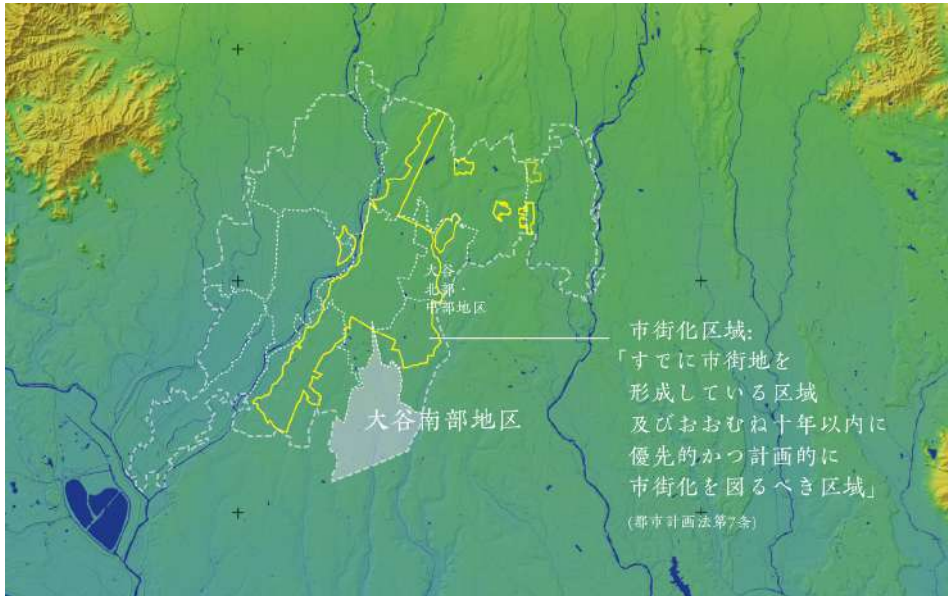 大谷
北部・
中部地区
大谷南部地区
市街化区域:
「すでに市街地を
形成している区域
及びおおむね十年以内に
優先的かつ計画的に
市街化を図るべき区域」
(都市計画法第7条)